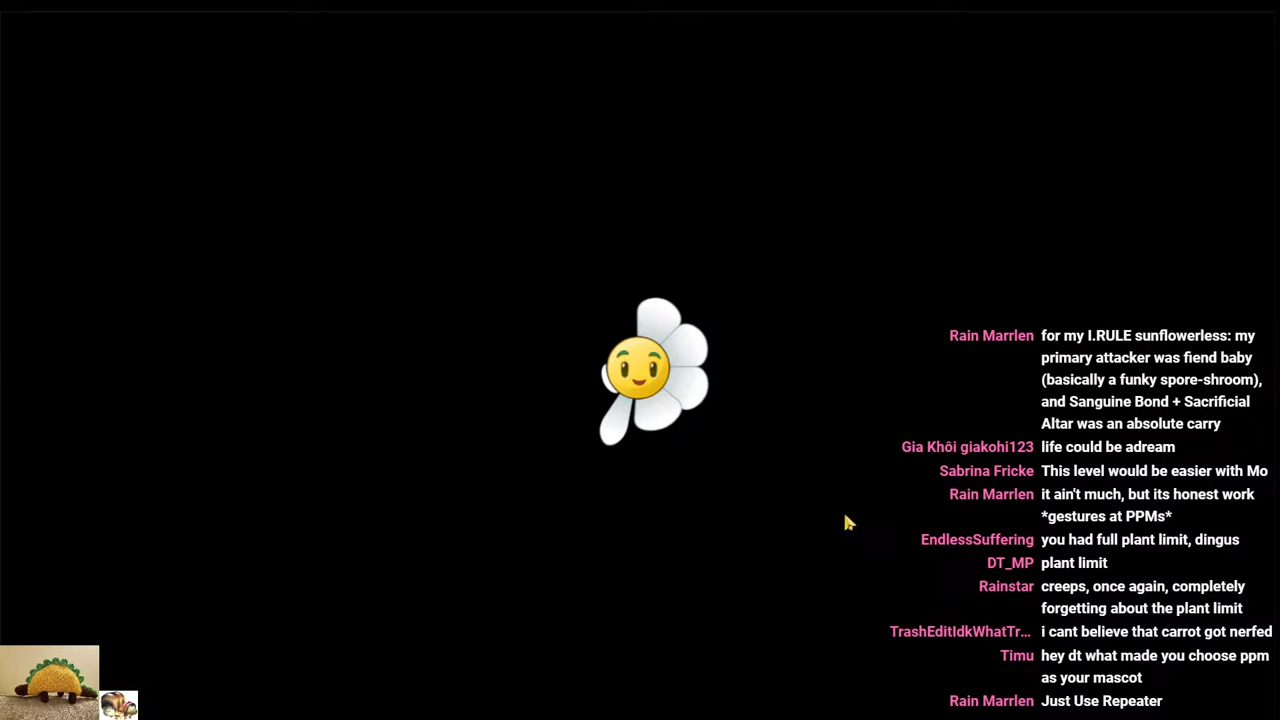 Rain Marrlen for my I.RULE sunflowerless: my
primary attacker was fiend baby
(basically a funky spore-shroom),
and Sanguine Bond + Sacrificial
Altar was an absolute carry
Gia Khôi giakohi123 life could be adream
Sabrina Fricke This level would be easier with Mo
Rain Marrlen it ain't much, but its honest work
*gestures at PPMs*
EndlessSuffering you had full plant limit, dingus
DT_MP plant limit
Rainstar creeps, once again, completely
forgetting about the plant limit
TrashEditIdkWhatTr... i cant believe that carrot got nerfed
Timu hey dt what made you choose ppm
as your mascot
Rain Marrlen Just Use Repeater